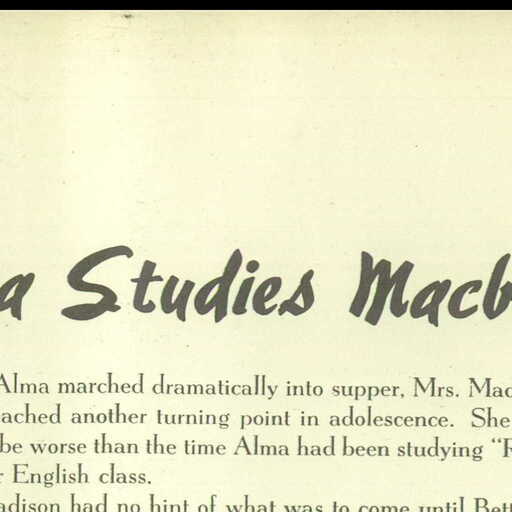 a Studies Macb
Alma marched dramatically into supper, Mrs. Mad
ached another turning point in adolescence. She
be worse than the time Alma had been studying "R
r English class.
adison had no hint of what was to come until Bett